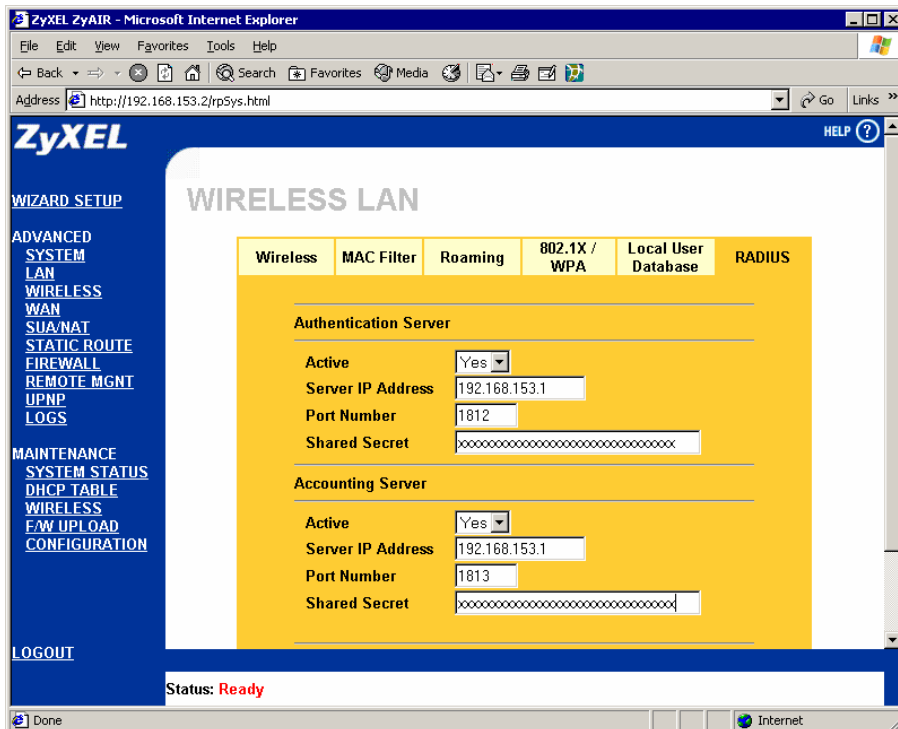 ZyXEL ZyAIR - Microsoft Internet Explorer
File Edit View Favorites Tools Help
Back Search Favorites Media
Address http://192.168.153.2/rpSys.html Go Links »
ZyXEL
HELP ?
WIRELESS LAN
WIZARD SETUP
ADVANCED
SYSTEM
LAN
WIRELESS
WAN
SUA/NAT
STATIC ROUTE
FIREWALL
REMOTE MGNT
UPNP
LOGS
MAINTENANCE
SYSTEM STATUS
DHCP TABLE
WIRELESS
F/W UPLOAD
CONFIGURATION
LOGOUT
Wireless MAC Filter Roaming 802.1X / WPA Local User Database RADIUS
Authentication Server
Active Yes
Server IP Address 192.168.153.1
Port Number 1812
Shared Secret xxxxxxxxxxxxxxxxxxxxxxxxxxxxxxx
Accounting Server
Active Yes
Server IP Address 192.168.153.1
Port Number 1813
Shared Secret xxxxxxxxxxxxxxxxxxxxxxxxxxxxxxx
Status: Ready
Done Internet